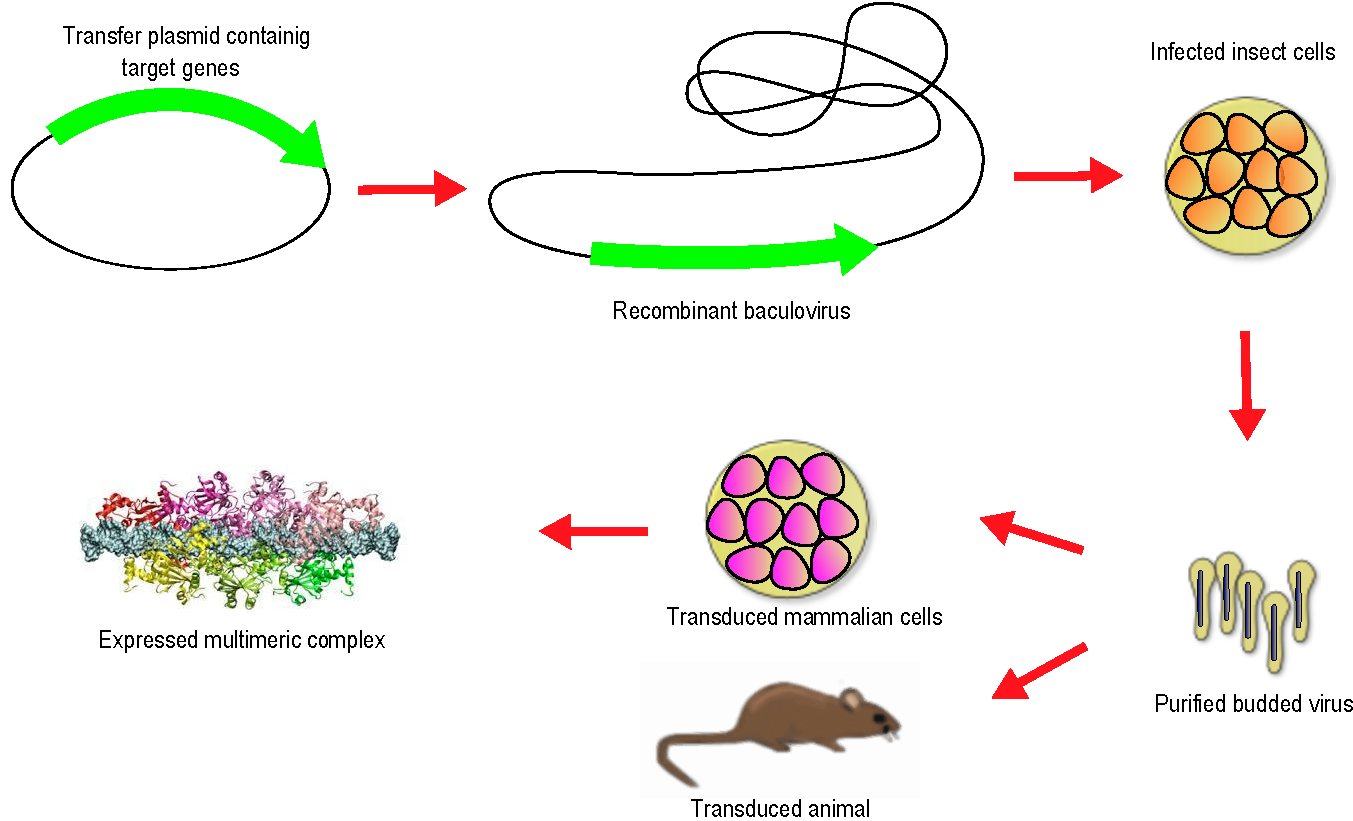 Transfer plasmid containig
target genes
Recombinant baculovirus
Infected insect cells
Purified budded virus
Transduced mammalian cells
Transduced animal
Expressed multimeric complex